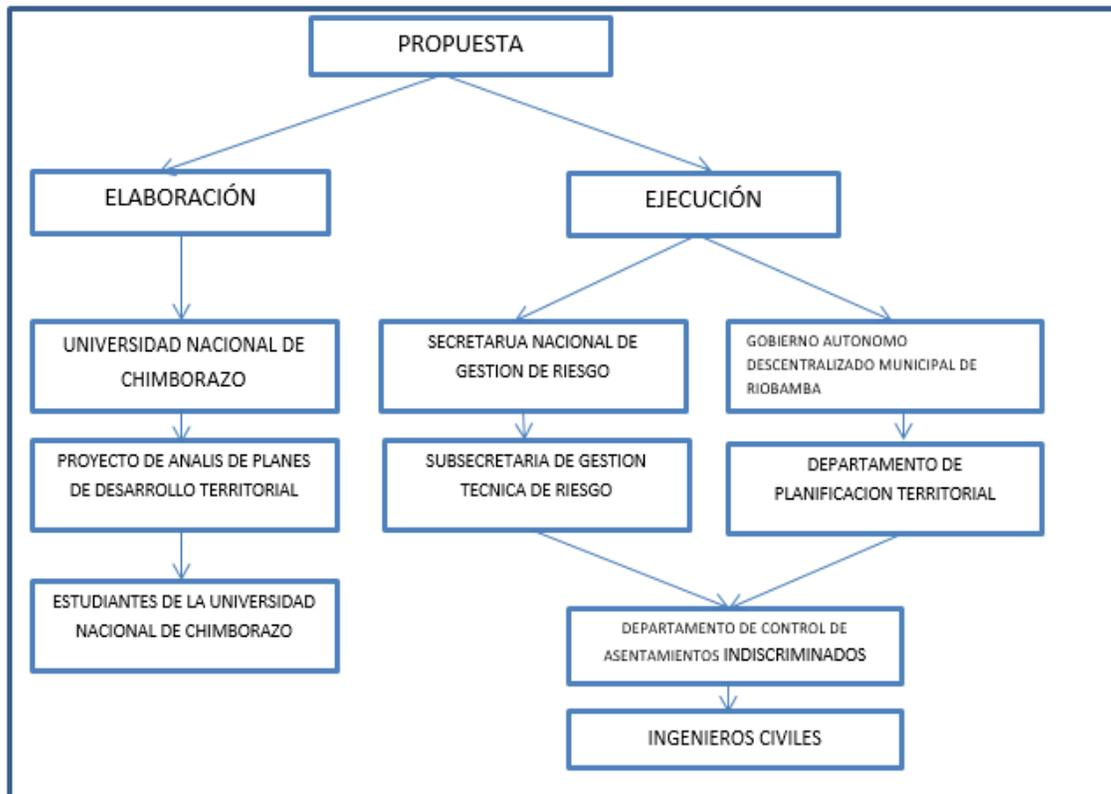 PROPUESTA
ELABORACIÓN
EJECUCIÓN
UNIVERSIDAD NACIONAL DE
CHIMBORAZO
SECRETARUA NACIONAL DE
GESTION DE RIESGO
GOBIERNO AUTONOMO
DESCENTRALIZADO MUNICIPAL DE
RIOBAMBA
PROYECTO DE ANALIS DE PLANES
DE DESARROLLO TERRITORIAL
SUBSECRETARIA DE GESTION
TECNICA DE RIESGO
DEPARTAMENTO DE
PLANIFICACION TERRITORIAL
ESTUDIANTES DE LA UNIVERSIDAD
NACIONAL DE CHIMBORAZO
DEPARTAMENTO DE CONTROL DE
ASENTAMIENTOS INDISCRIMINADOS
INGENIEROS CIVILES